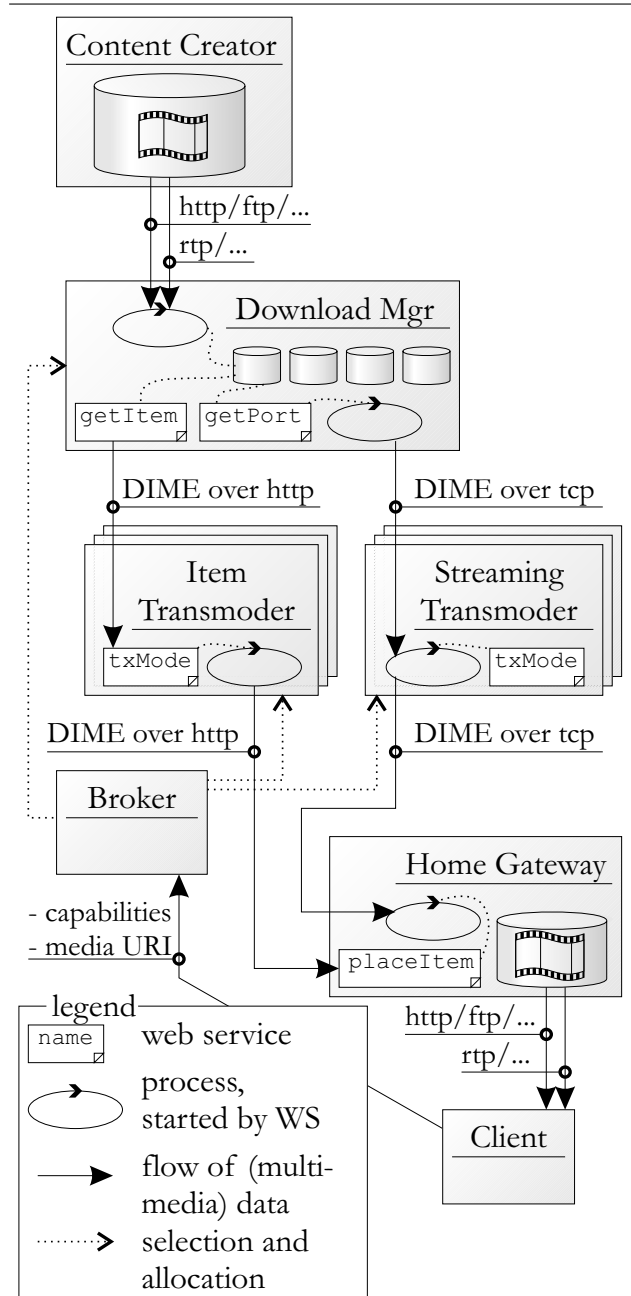 Content Creator
http/ftp/...
rtp/...
Download Mgr
getItem
getPort
DIME over http
DIME over tcp
Item
Transmoder
Streaming
Transmoder
txMode
txMode
DIME over http
DIME over tcp
Broker
Home Gateway
- capabilities
- media URI
placeItem
legend
name
web service
process,
started by WS
flow of (multi-
media) data
selection and
allocation
http/ftp/...
rtp/...
Client